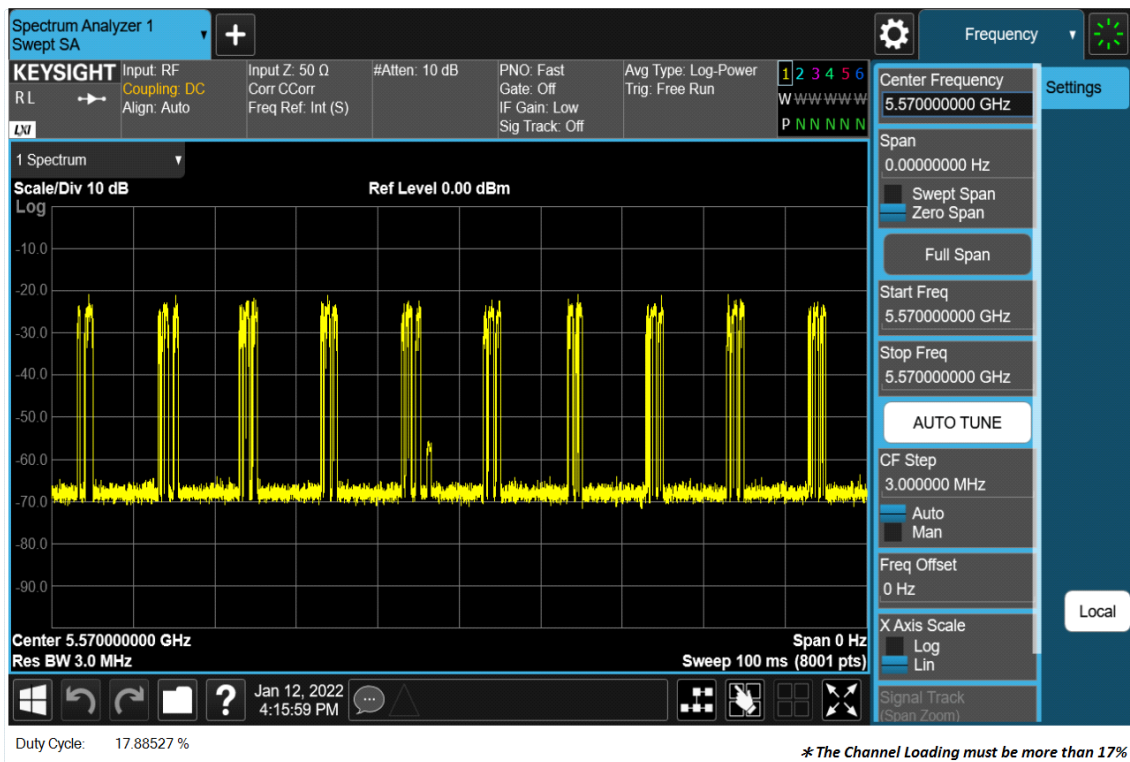 Spectrum Analyzer 1
Swept SA
Frequency
KEYSIGHT
R L
LXI
Input: RF
Coupling: DC
Align: Auto
Input Z: 50 Ω
Corr CCorr
Freq Ref: Int (S)
#Atten: 10 dB
PNO: Fast
Gate: Off
IF Gain: Low
Sig Track: Off
Avg Type: Log-Power
Trig: Free Run
1 2 3 4 5 6
W W W W W W
P N N N N N
1 Spectrum
Scale/Div 10 dB
Ref Level 0.00 dBm
Log
-10.0
-20.0
-30.0
-40.0
-50.0
-60.0
-70.0
-80.0
-90.0
Center 5.570000000 GHz
Span 0 Hz
Res BW 3.0 MHz
Sweep 100 ms (8001 pts)
Center Frequency
5.570000000 GHz
Settings
Span
0.00000000 Hz
Swept Span
Zero Span
Full Span
Start Freq
5.570000000 GHz
Stop Freq
5.570000000 GHz
AUTO TUNE
CF Step
3.000000 MHz
Auto
Man
Freq Offset
0 Hz
Local
X Axis Scale
Log
Lin
Signal Track
(Span Zoom)
?
Jan 12, 2022
4:15:59 PM
Duty Cycle: 17.88527 %
* The Channel Loading must be more than 17%